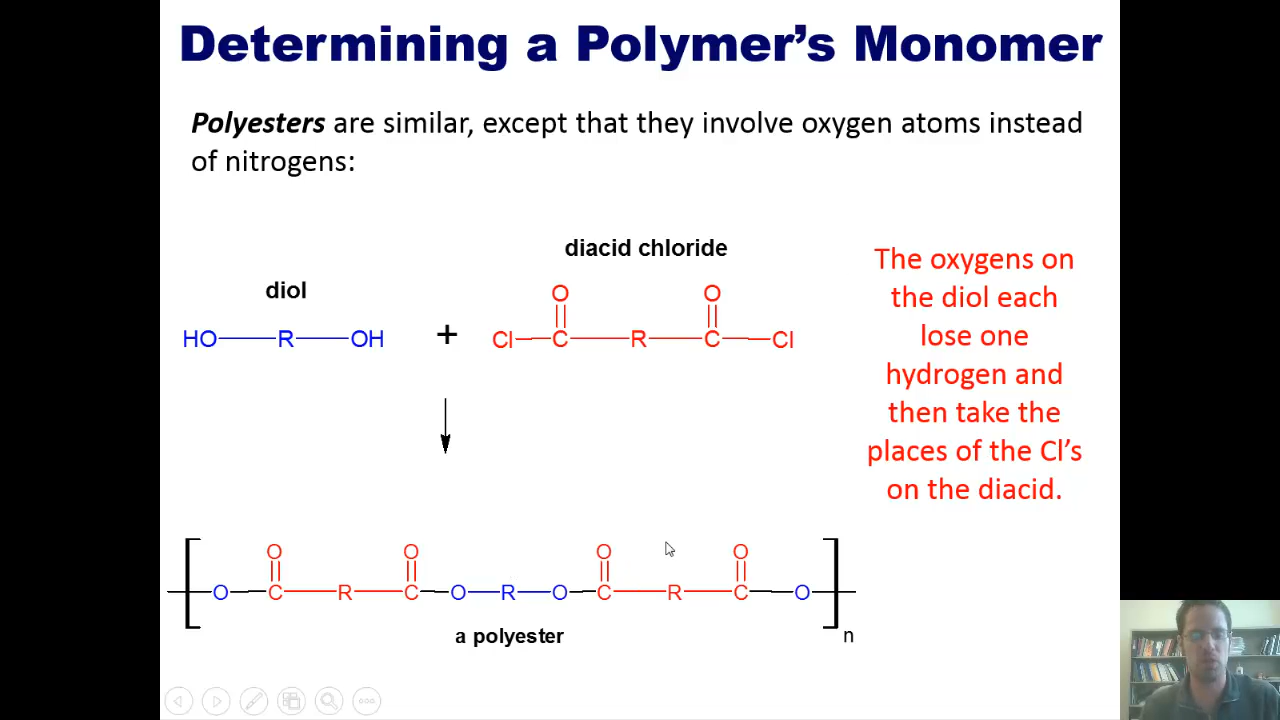 Determining a Polymer’s Monomer
Polyesters are similar, except that they involve oxygen atoms instead
of nitrogens:
diacid chloride
diol
O O
HO R OH + Cl C R C Cl
The oxygens on
the diol each
lose one
hydrogen and
then take the
places of the Cl’s
on the diacid.
O O O O
O C R C O R O C R C O
a polyester
n